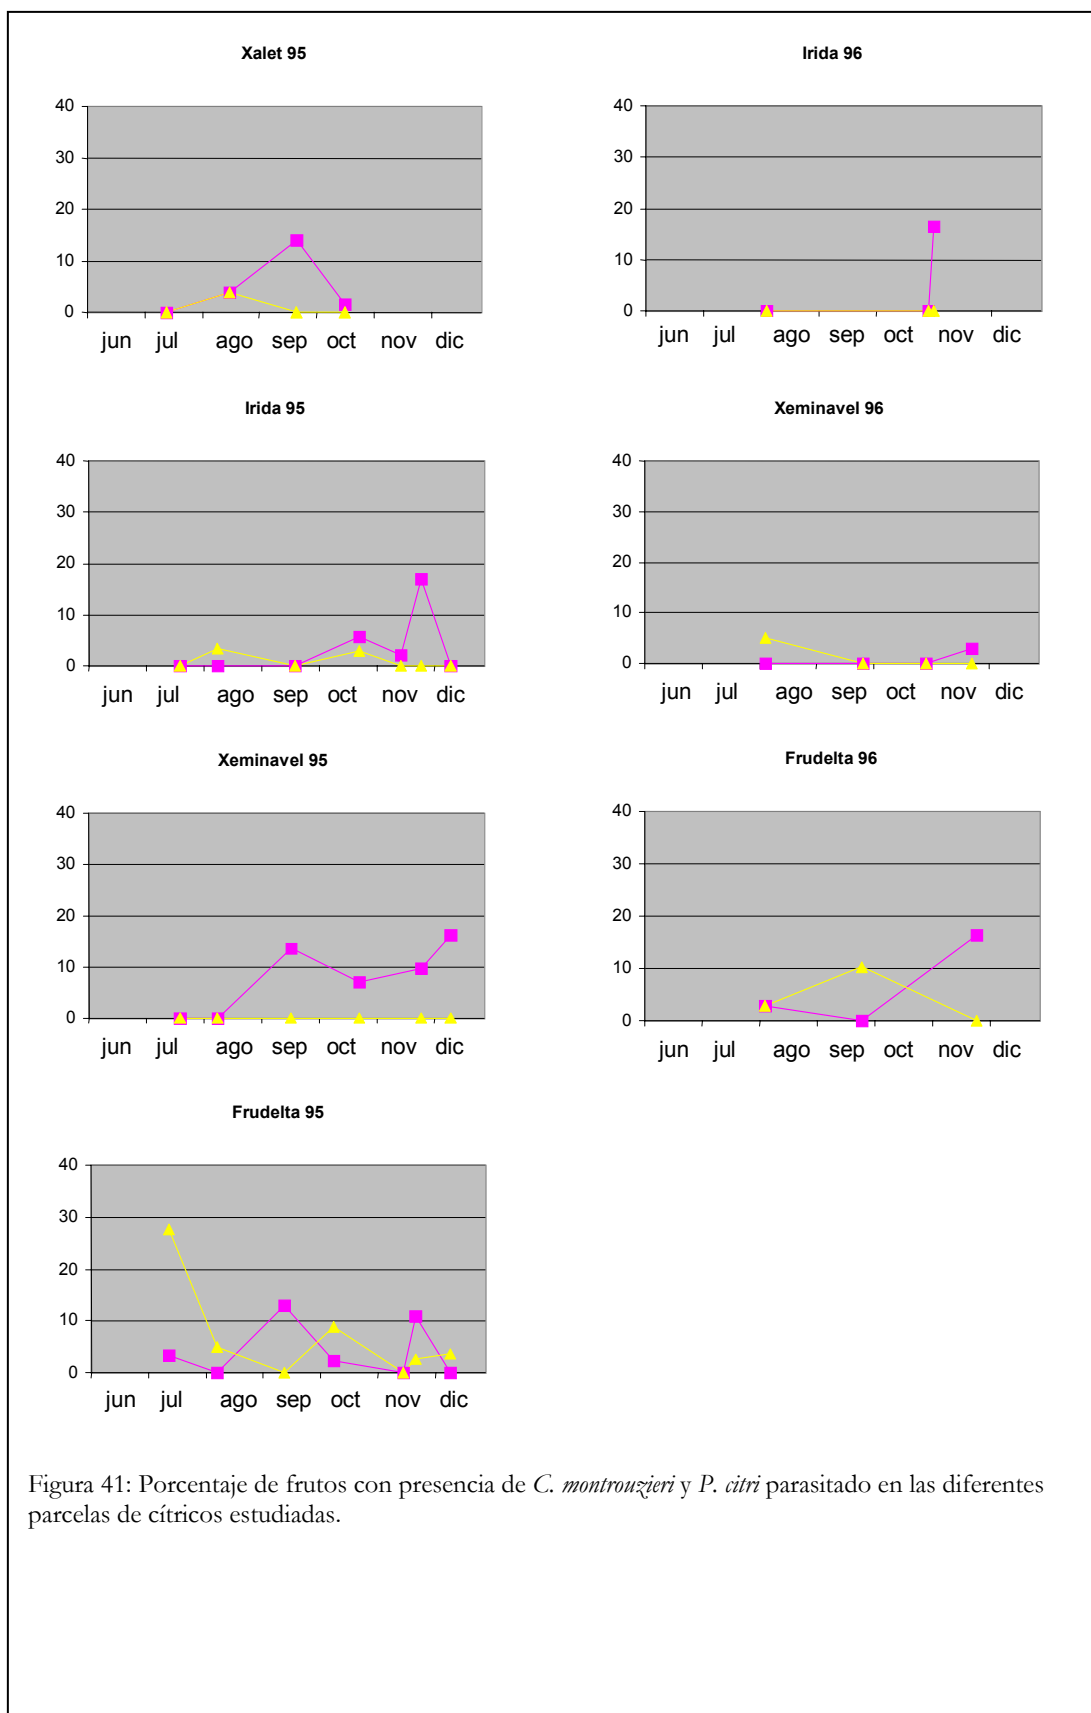 Xalet 95
40
30
20
10
0
jun jul ago sep oct nov dic
Irida 96
40
30
20
10
0
jun jul ago sep oct nov dic
Irida 95
40
30
20
10
0
jun jul ago sep oct nov dic
Xeminavel 96
40
30
20
10
0
jun jul ago sep oct nov dic
Xeminavel 95
40
30
20
10
0
jun jul ago sep oct nov dic
Frudelta 96
40
30
20
10
0
jun jul ago sep oct nov dic
Frudelta 95
40
30
20
10
0
jun jul ago sep oct nov dic
Figura 41: Porcentaje de frutos con presencia de C. montrouzieri y P. citri parasitado en las diferentes
parcelas de cítricos estudiadas.